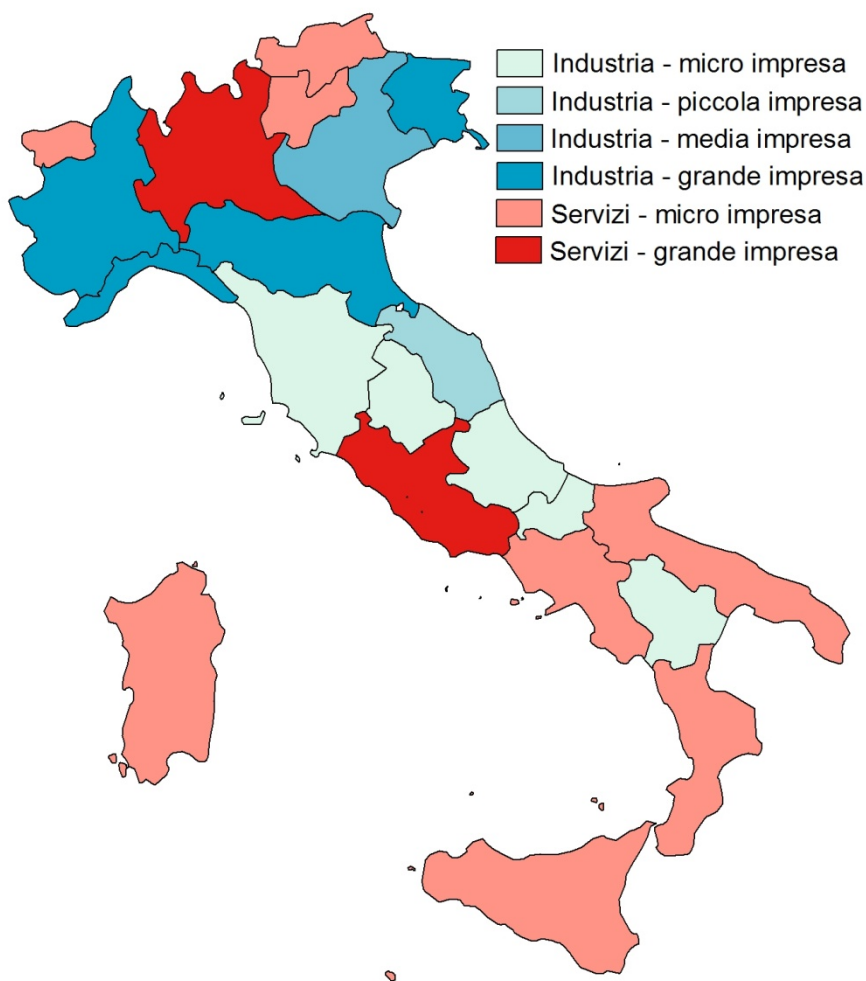 Industria - micro impresa
Industria - piccola impresa
Industria - media impresa
Industria - grande impresa
Servizi - micro impresa
Servizi - grande impresa